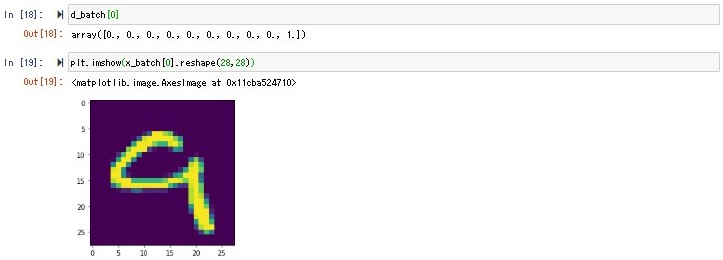 In [18]: d_batch[0]
Out[18]: array([0., 0., 0., 0., 0., 0., 0., 0., 0., 1.])
In [19]: plt.imshow(x_batch[0].reshape(28,28))
Out[19]: <matplotlib.image.AxesImage at 0x11cba524710>
0
5
10
15
20
25
0 5 10 15 20 25